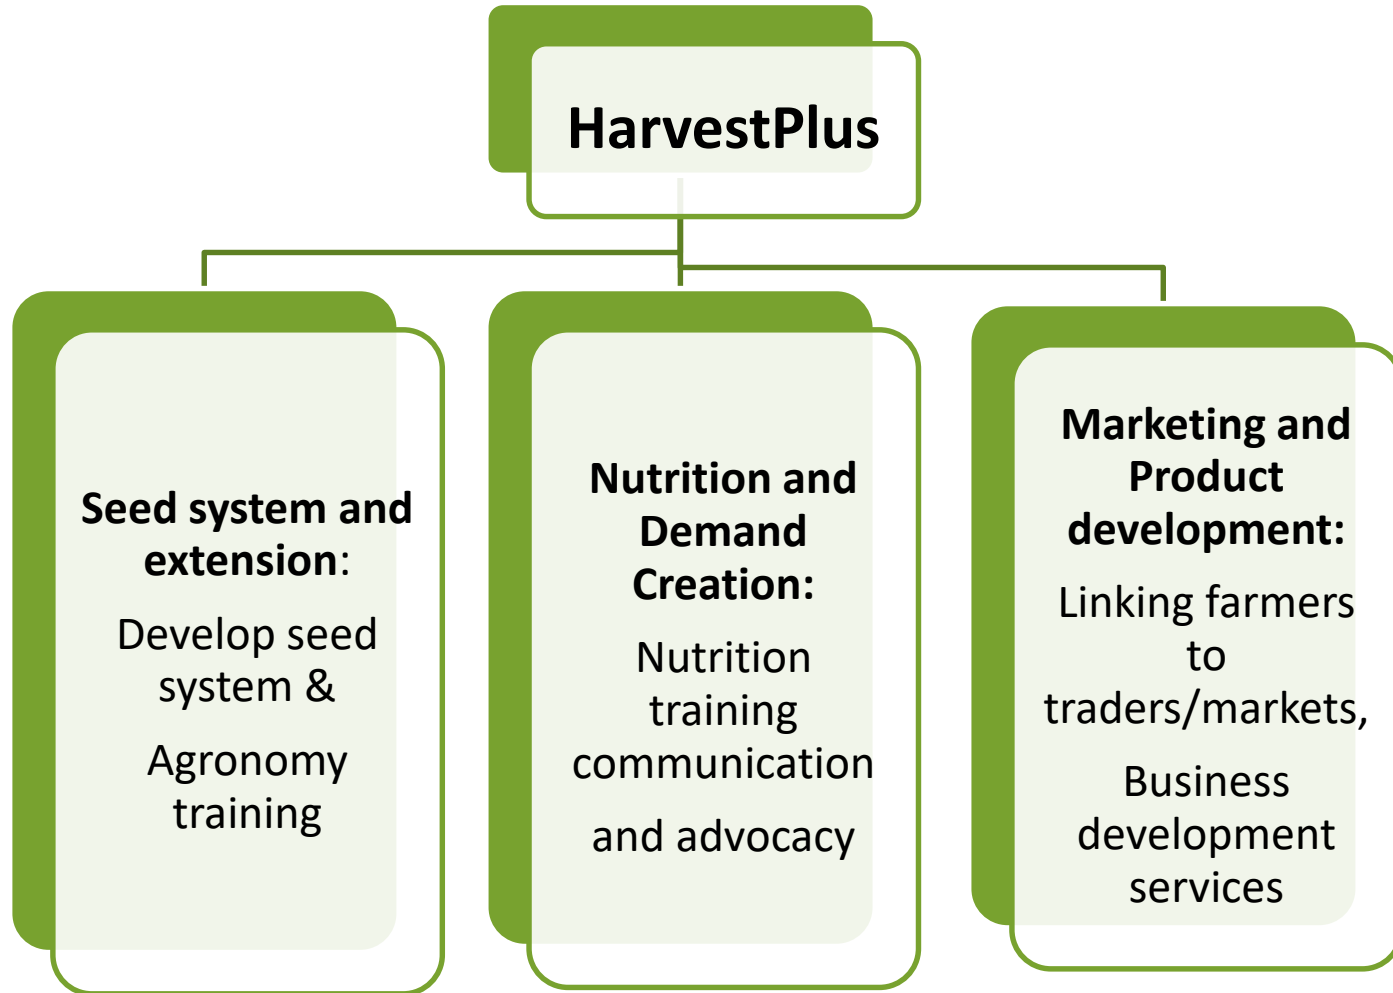 HarvestPlus
Seed system and
extension:
Develop seed
system &
Agronomy
training
Nutrition and
Demand
Creation:
Nutrition
training
communication
and advocacy
Marketing and
Product
development:
Linking farmers
to
traders/markets,
Business
development
services